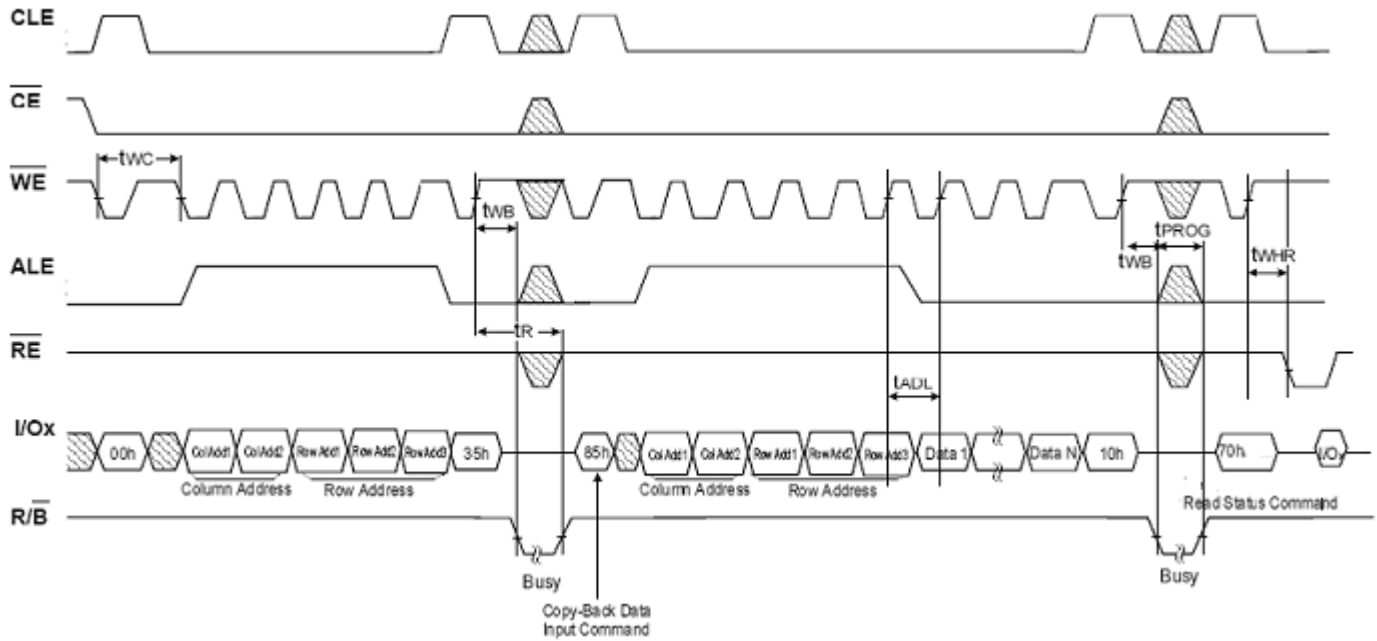 CLE
CE
tWC
WE
tWB
tPROG
tWB
tWHR
ALE
tR
RE
tADL
I/Ox
00h Col Add1 Col Add2 Row Add1 Row Add2 Row Add3 35h 85h Col Add1 Col Add2 Row Add1 Row Add2 Row Add3 Data 1 Data N 10h 70h I/O
Column Address Row Address Column Address Row Address
Read Status Command
R/B
Busy Busy
Copy-Back Data
Input Command